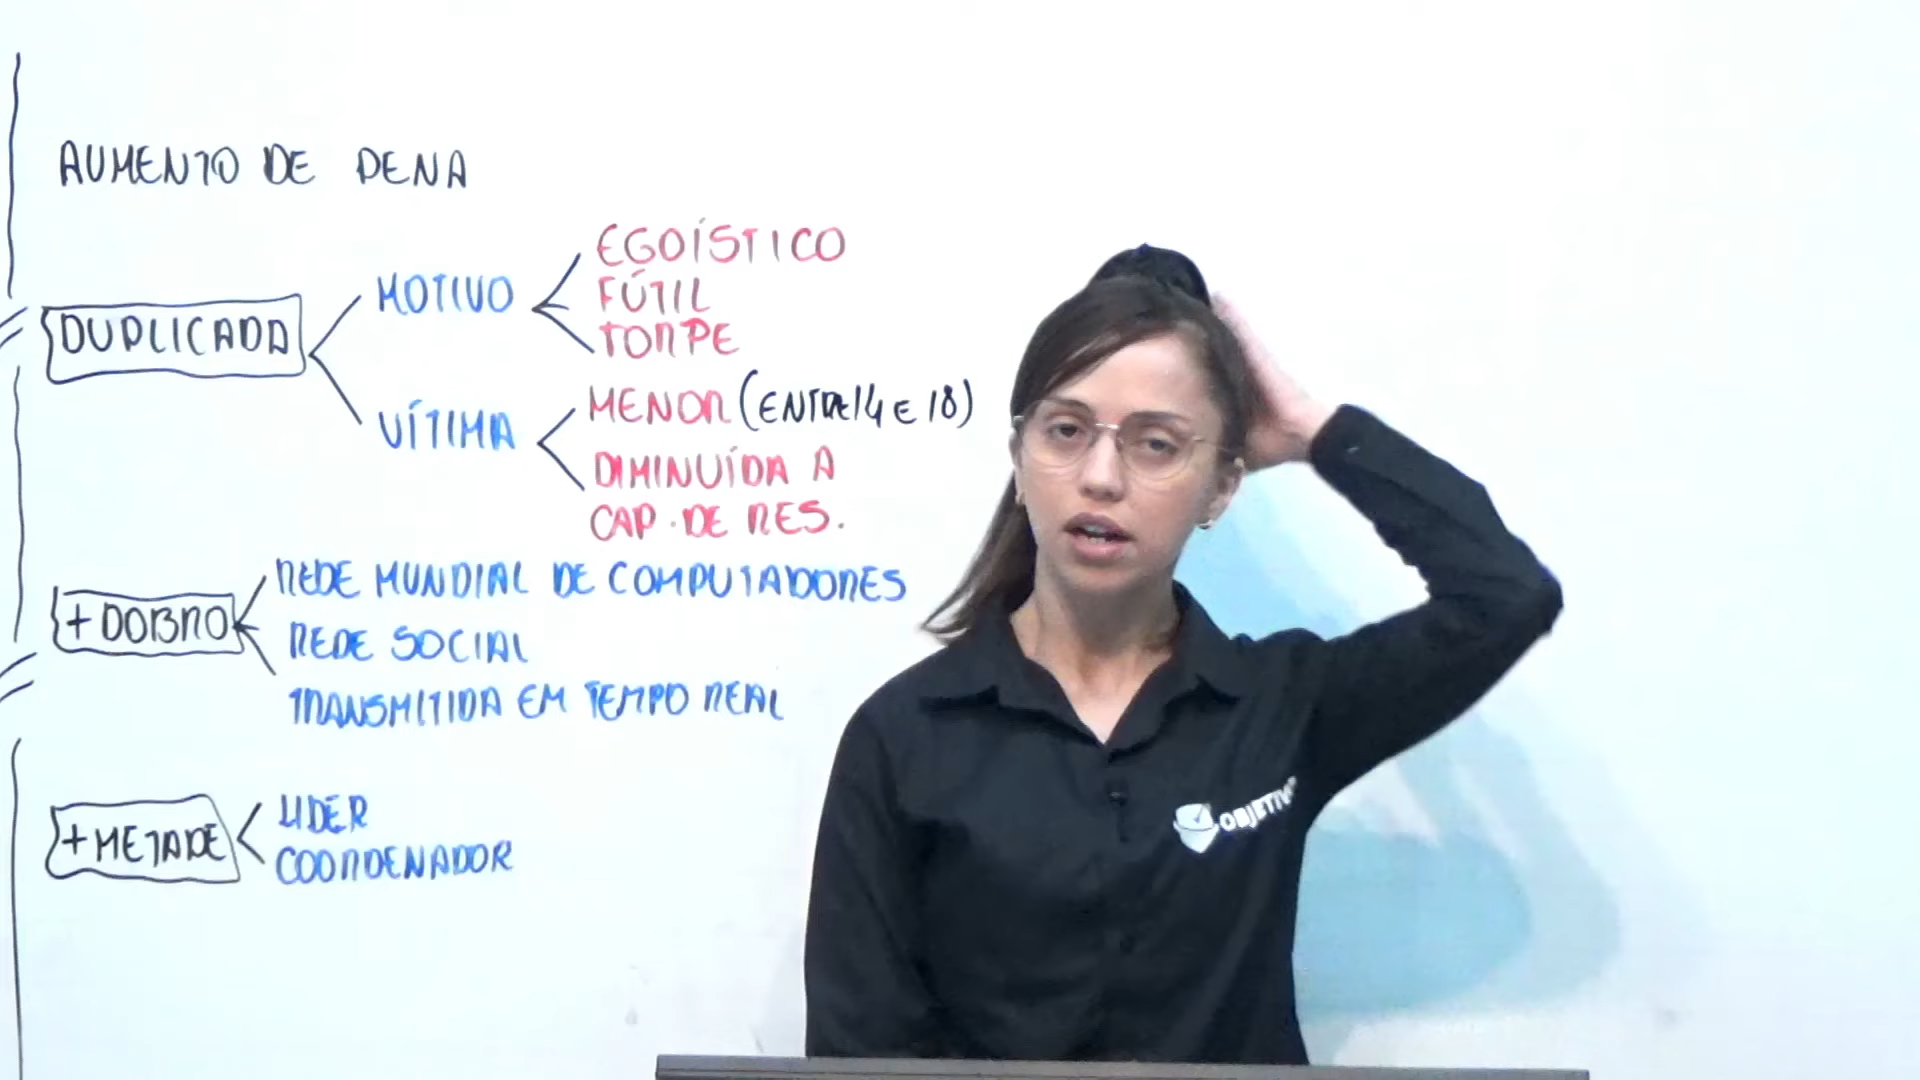 AUMENTO DE PENA
DUPLICADA
MOTIVO
EGOÍSTICO
FÚTIL
TORPE
VÍTIMA
MENOR (ENTRE 14 E 18)
DIMINUÍDA A
CAP. DE RES.
+ DOBRO
REDE MUNDIAL DE COMPUTADORES
REDE SOCIAL
TRANSMITIDA EM TEMPO REAL
+ METADE
LIDER
COORDENADOR
OBJETIVO